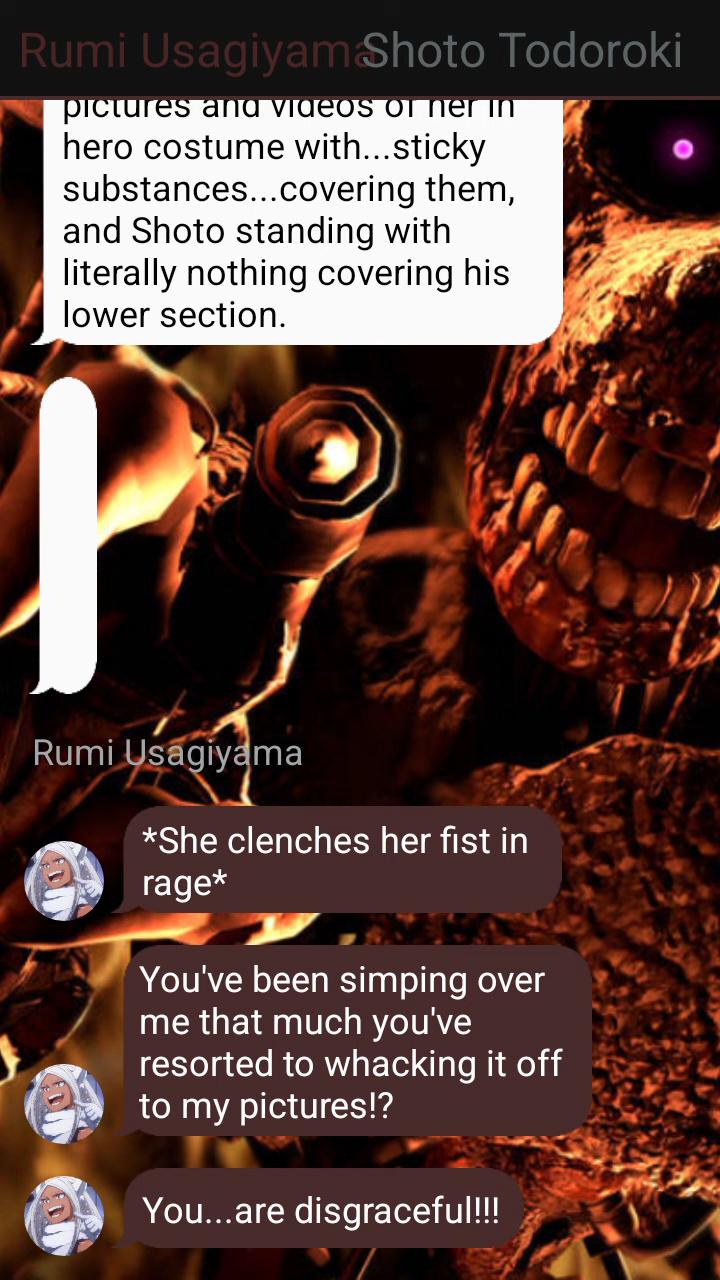 Rumi Usagiyama Shoto Todoroki
pictures and videos of her in
hero costume with...sticky
substances...covering them,
and Shoto standing with
literally nothing covering his
lower section.
Rumi Usagiyama
*She clenches her fist in
rage*
You've been simping over
me that much you've
resorted to whacking it off
to my pictures!?
You...are disgraceful!!!